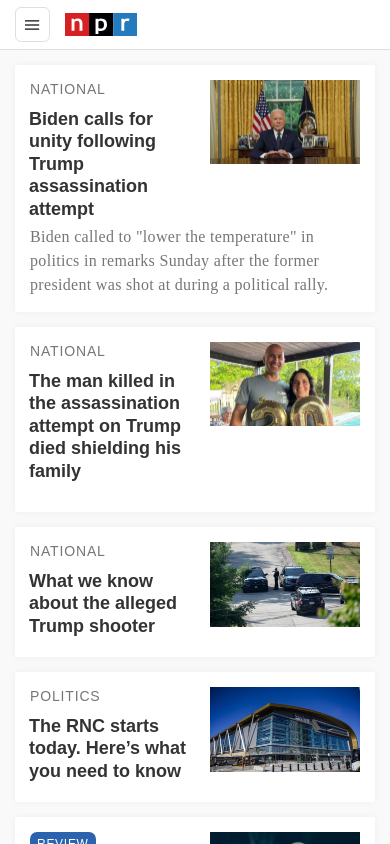 npr
NATIONAL
Biden calls for
unity following
Trump
assassination
attempt
Biden called to "lower the temperature" in
politics in remarks Sunday after the former
president was shot at during a political rally.
NATIONAL
The man killed in
the assassination
attempt on Trump
died shielding his
family
20
NATIONAL
What we know
about the alleged
Trump shooter
POLITICS
The RNC starts
today. Here’s what
you need to know
REVIEW